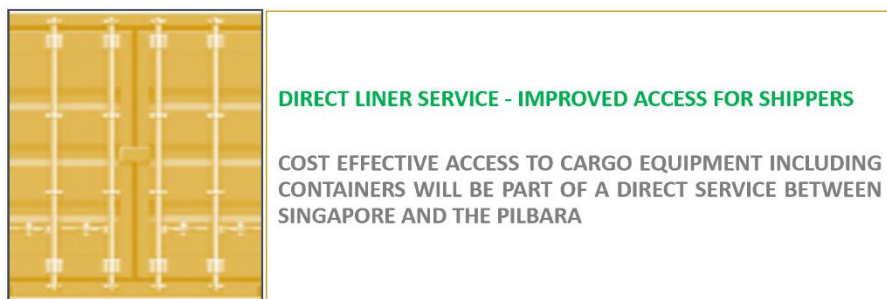 DIRECT LINER SERVICE - IMPROVED ACCESS FOR SHIPPERS
COST EFFECTIVE ACCESS TO CARGO EQUIPMENT INCLUDING
CONTAINERS WILL BE PART OF A DIRECT SERVICE BETWEEN
SINGAPORE AND THE PILBARA